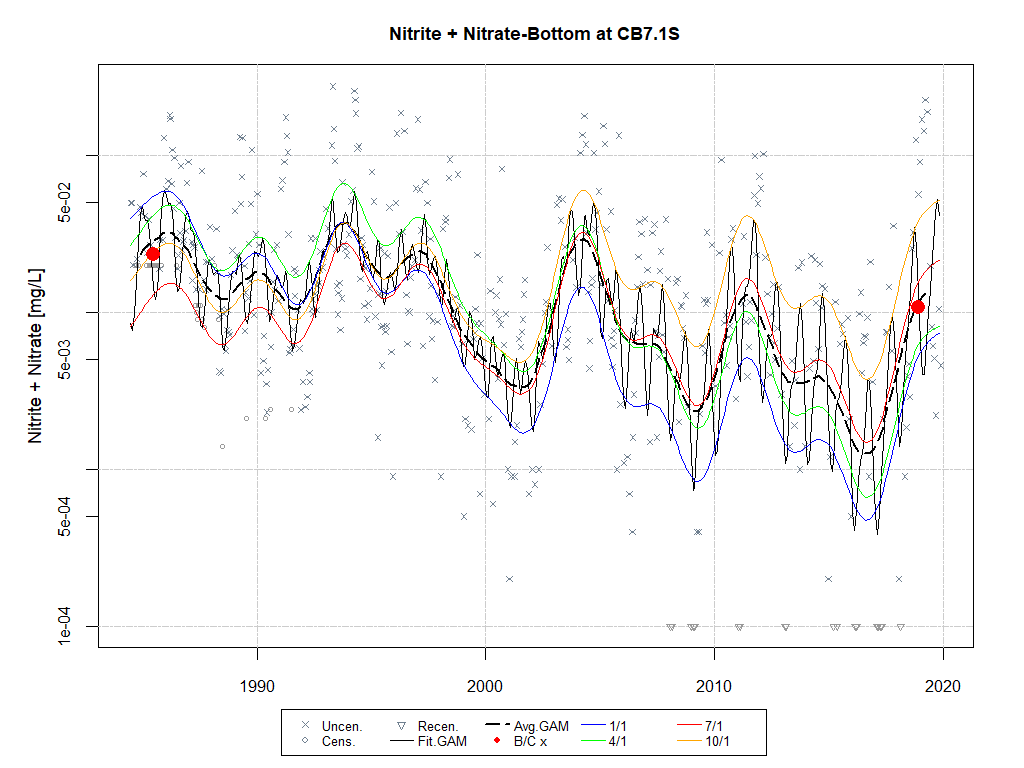 Nitrite + Nitrate-Bottom at CB7.1S
Nitrite + Nitrate [mg/L]
5e-02
5e-03
5e-04
1e-04
1990
2000
2010
2020
Uncen. Recen. Avg.GAM 1/1 7/1
Cens. Fit.GAM B/C x 4/1 10/1